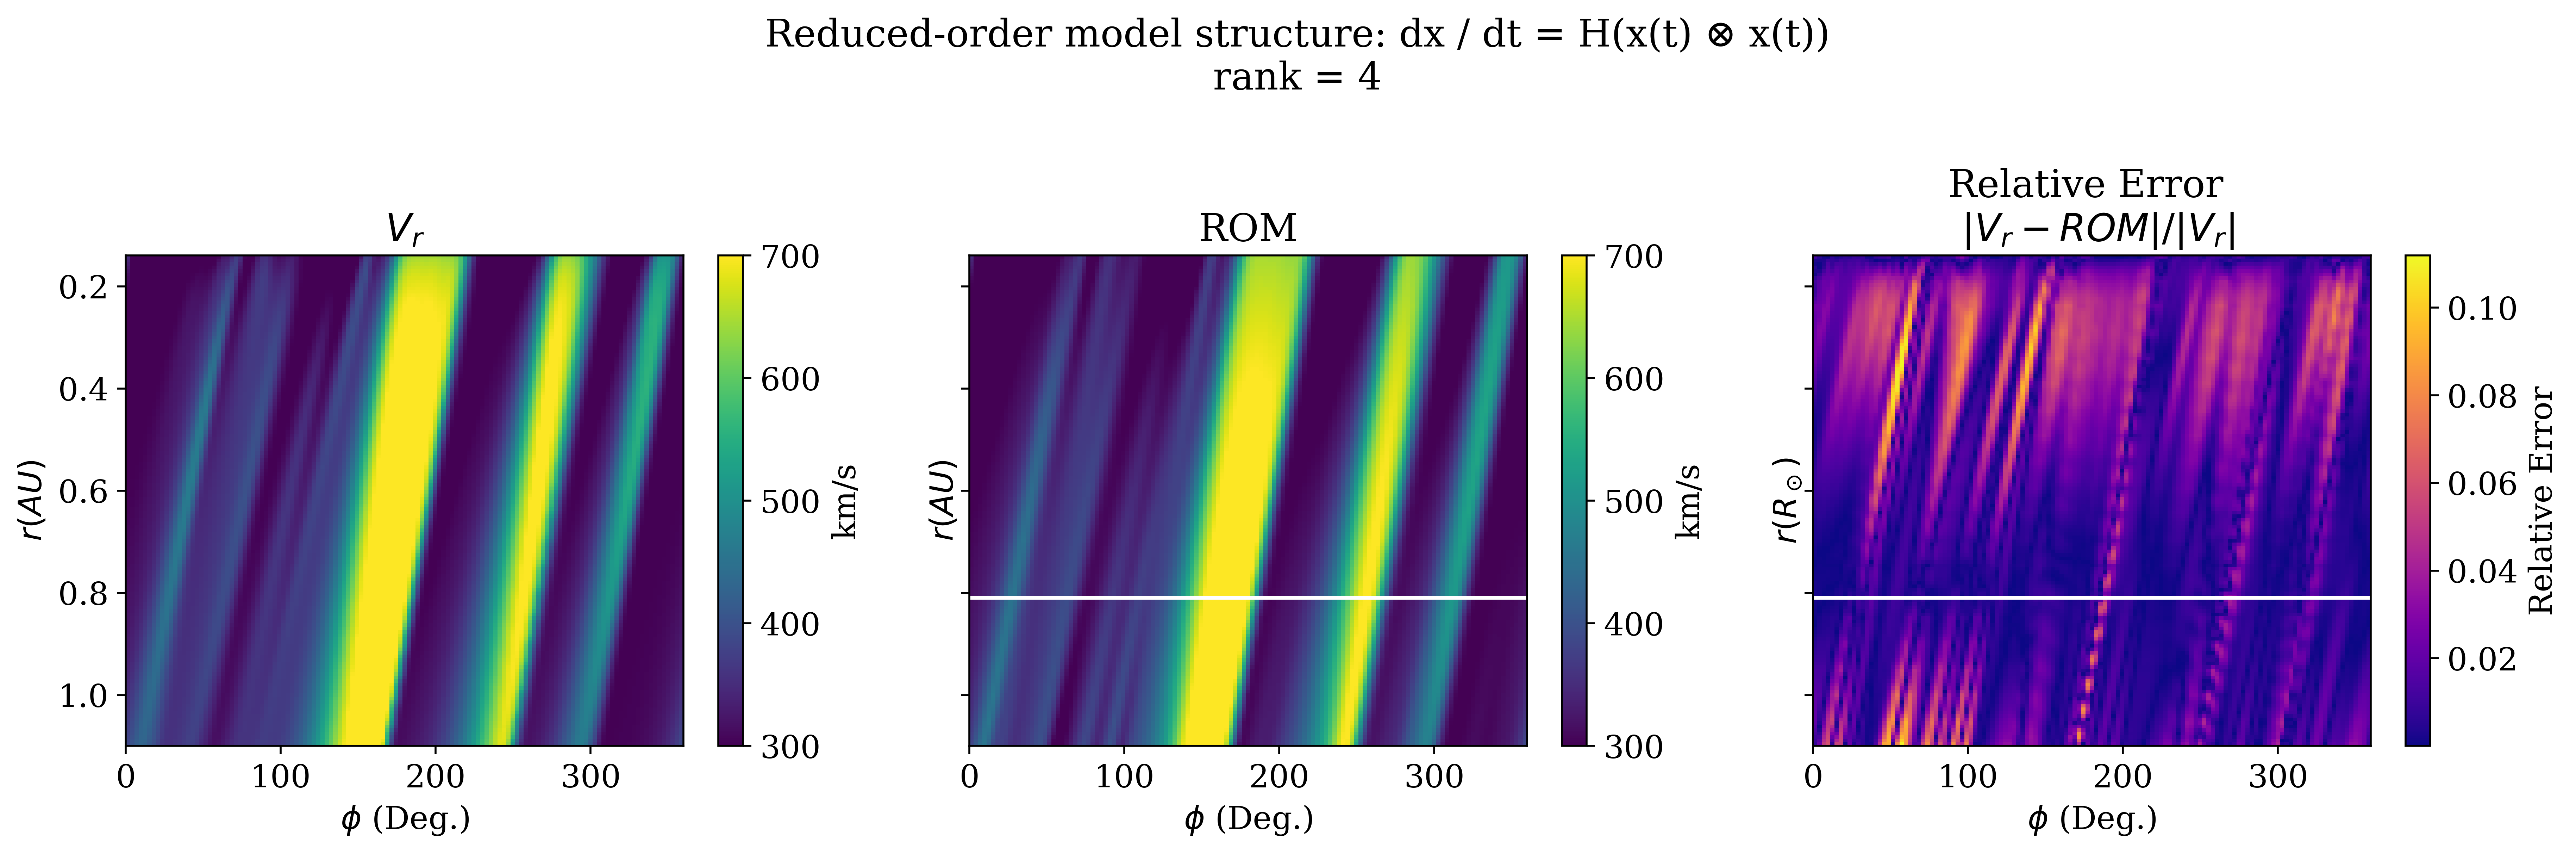 Reduced-order model structure: dx / dt = H(x(t) ⊗ x(t))
rank = 4
V_r
0.2
0.4
0.6
0.8
1.0
r(AU)
0
100
200
300
ϕ (Deg.)
700
600
500
400
300
km/s
ROM
r(AU)
0
100
200
300
ϕ (Deg.)
700
600
500
400
300
km/s
Relative Error
|V_r − ROM|/|V_r|
r(R_⊙)
0
100
200
300
ϕ (Deg.)
0.10
0.08
0.06
0.04
0.02
Relative Error